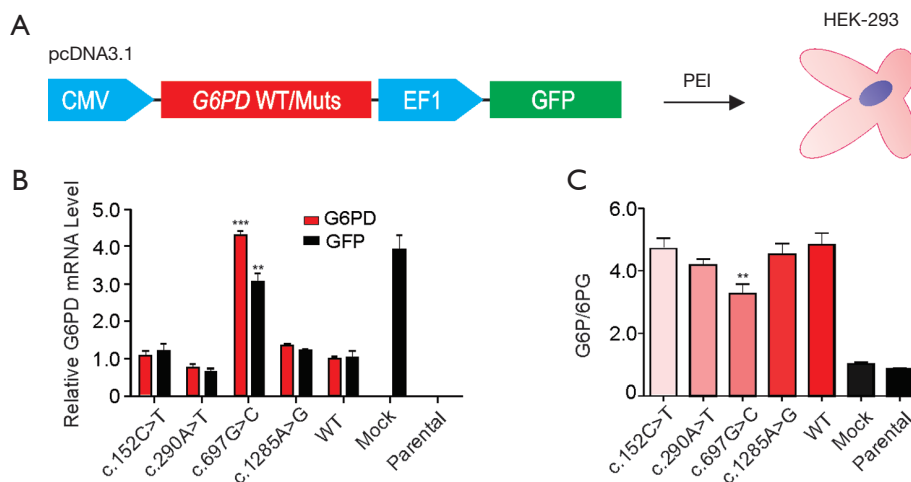 A
pcDNA3.1
CMV
G6PD WT/Muts
EF1
GFP
PEI
HEK-293
B
Relative G6PD mRNA Level
5.0
4.0
3.0
2.0
1.0
0
***
**
G6PD
GFP
c.152C>T
c.290A>T
c.697G>C
c.1285A>G
WT
Mock
Parental
C
G6P/6PG
6.0
4.0
2.0
0
**
c.152C>T
c.290A>T
c.697G>C
c.1285A>G
WT
Mock
Parental